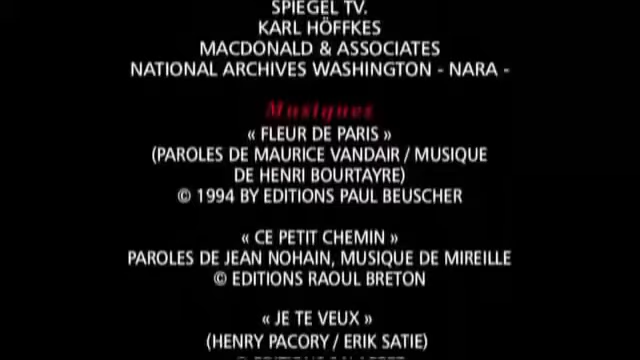 SPIEGEL TV.
KARL HÖFFKES
MACDONALD & ASSOCIATES
NATIONAL ARCHIVES WASHINGTON - NARA -
Musiques
« FLEUR DE PARIS »
(PAROLES DE MAURICE VANDAIR / MUSIQUE
DE HENRI BOURTAYRE)
© 1994 BY EDITIONS PAUL BEUSCHER
« CE PETIT CHEMIN »
PAROLES DE JEAN NOHAIN, MUSIQUE DE MIREILLE
© EDITIONS RAOUL BRETON
« JE TE VEUX »
(HENRY PACORY / ERIK SATIE)